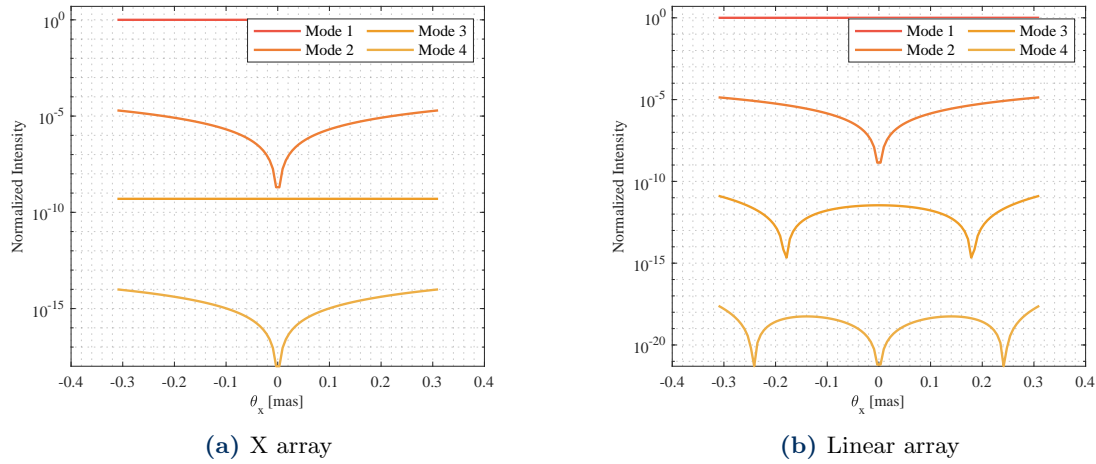 Mode 1
Mode 2
Mode 3
Mode 4
Normalized Intensity
10^0
10^-5
10^-10
10^-15
-0.4 -0.3 -0.2 -0.1 0 0.1 0.2 0.3 0.4
θ_x [mas]
(a) X array
Mode 1
Mode 2
Mode 3
Mode 4
Normalized Intensity
10^0
10^-5
10^-10
10^-15
10^-20
-0.4 -0.3 -0.2 -0.1 0 0.1 0.2 0.3 0.4
θ_x [mas]
(b) Linear array